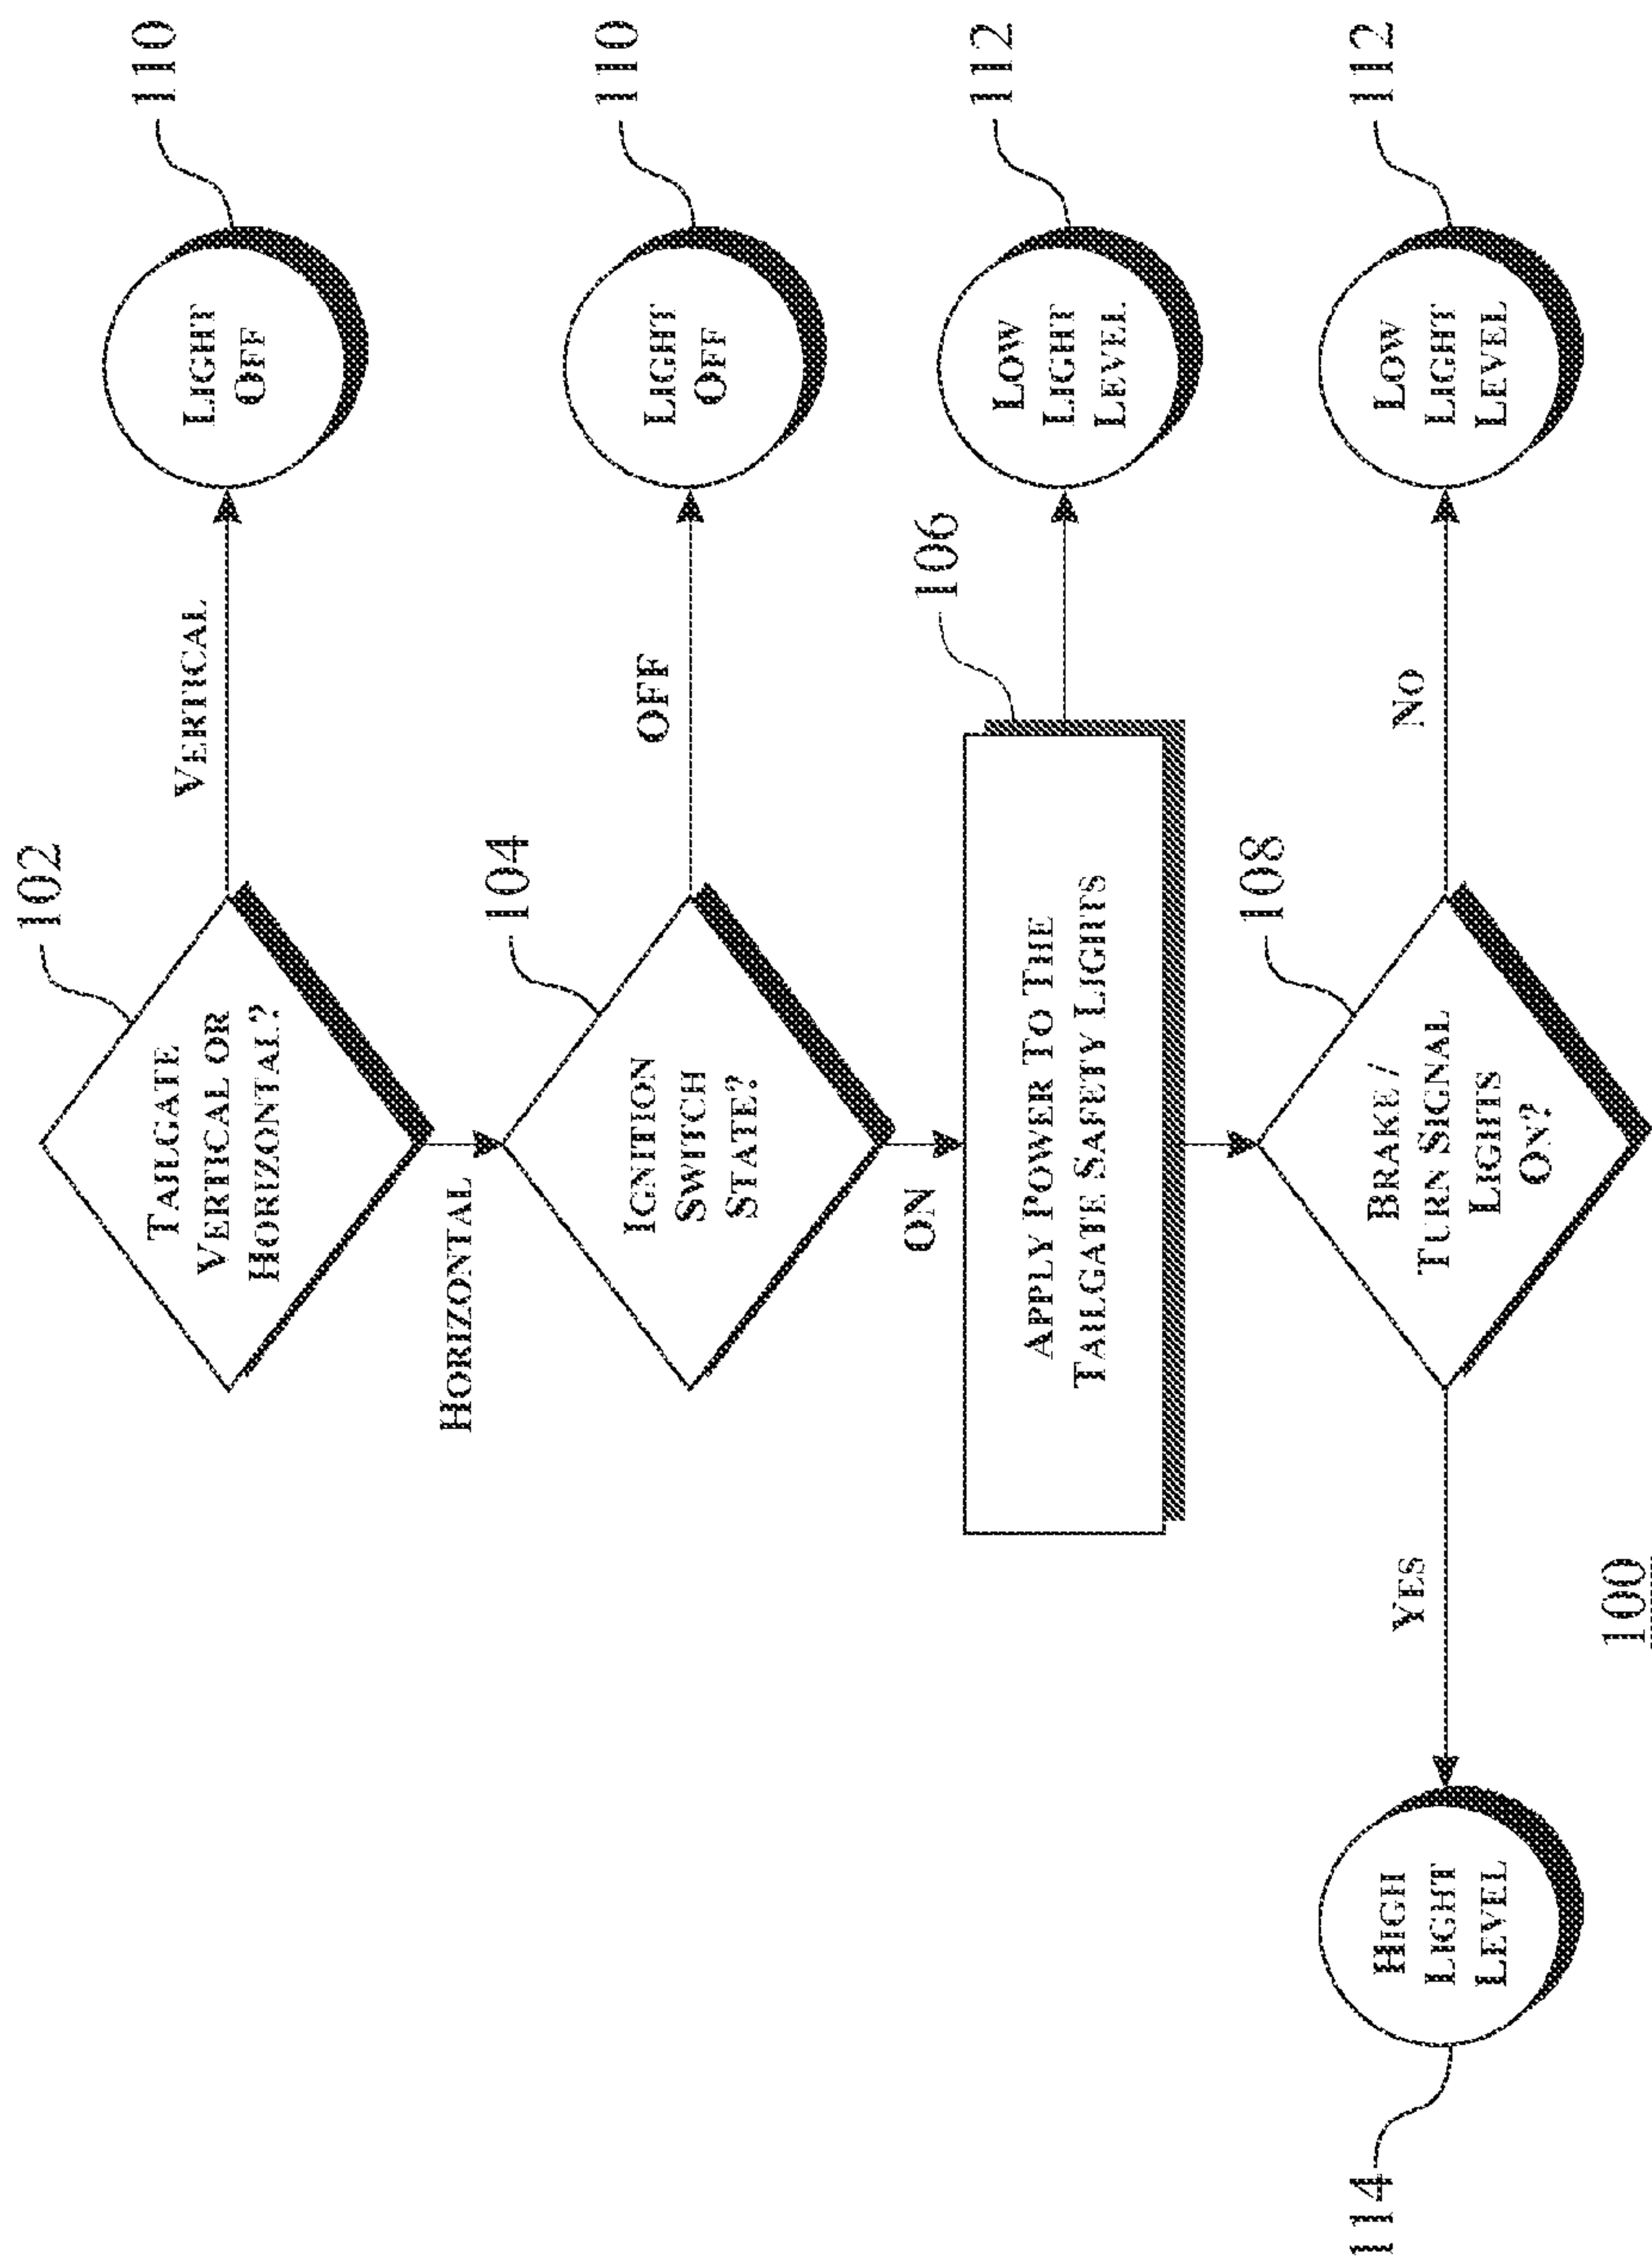 102
TAILGATE
VERTICAL OR
HORIZONTAL?
VERTICAL
LIGHT
OFF
110
HORIZONTAL
104
IGNITION
SWITCH
STATE?
OFF
LIGHT
OFF
110
ON
106
APPLY POWER TO THE
TAILGATE SAFETY LIGHTS
LOW
LIGHT
LEVEL
112
108
BRAKE /
TURN SIGNAL
LIGHTS
ON?
NO
LOW
LIGHT
LEVEL
112
YES
HIGH
LIGHT
LEVEL
114
100